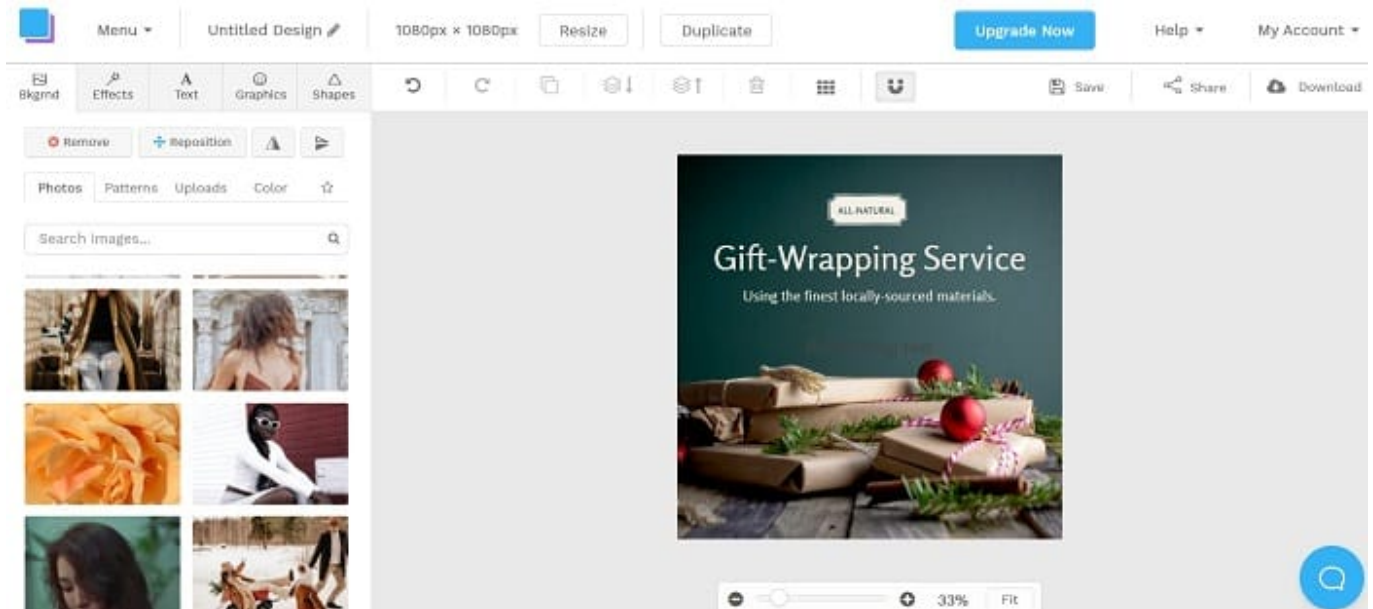 Menu Untitled Design 1080px × 1080px Resize Duplicate Upgrade Now Help My Account
Bkgrnd Effects Text Graphics Shapes Save Share Download
Remove Reposition
Photos Patterns Uploads Color
Search images...
ALL-NATURAL
Gift-Wrapping Service
Using the finest locally-sourced materials.
33% Fit